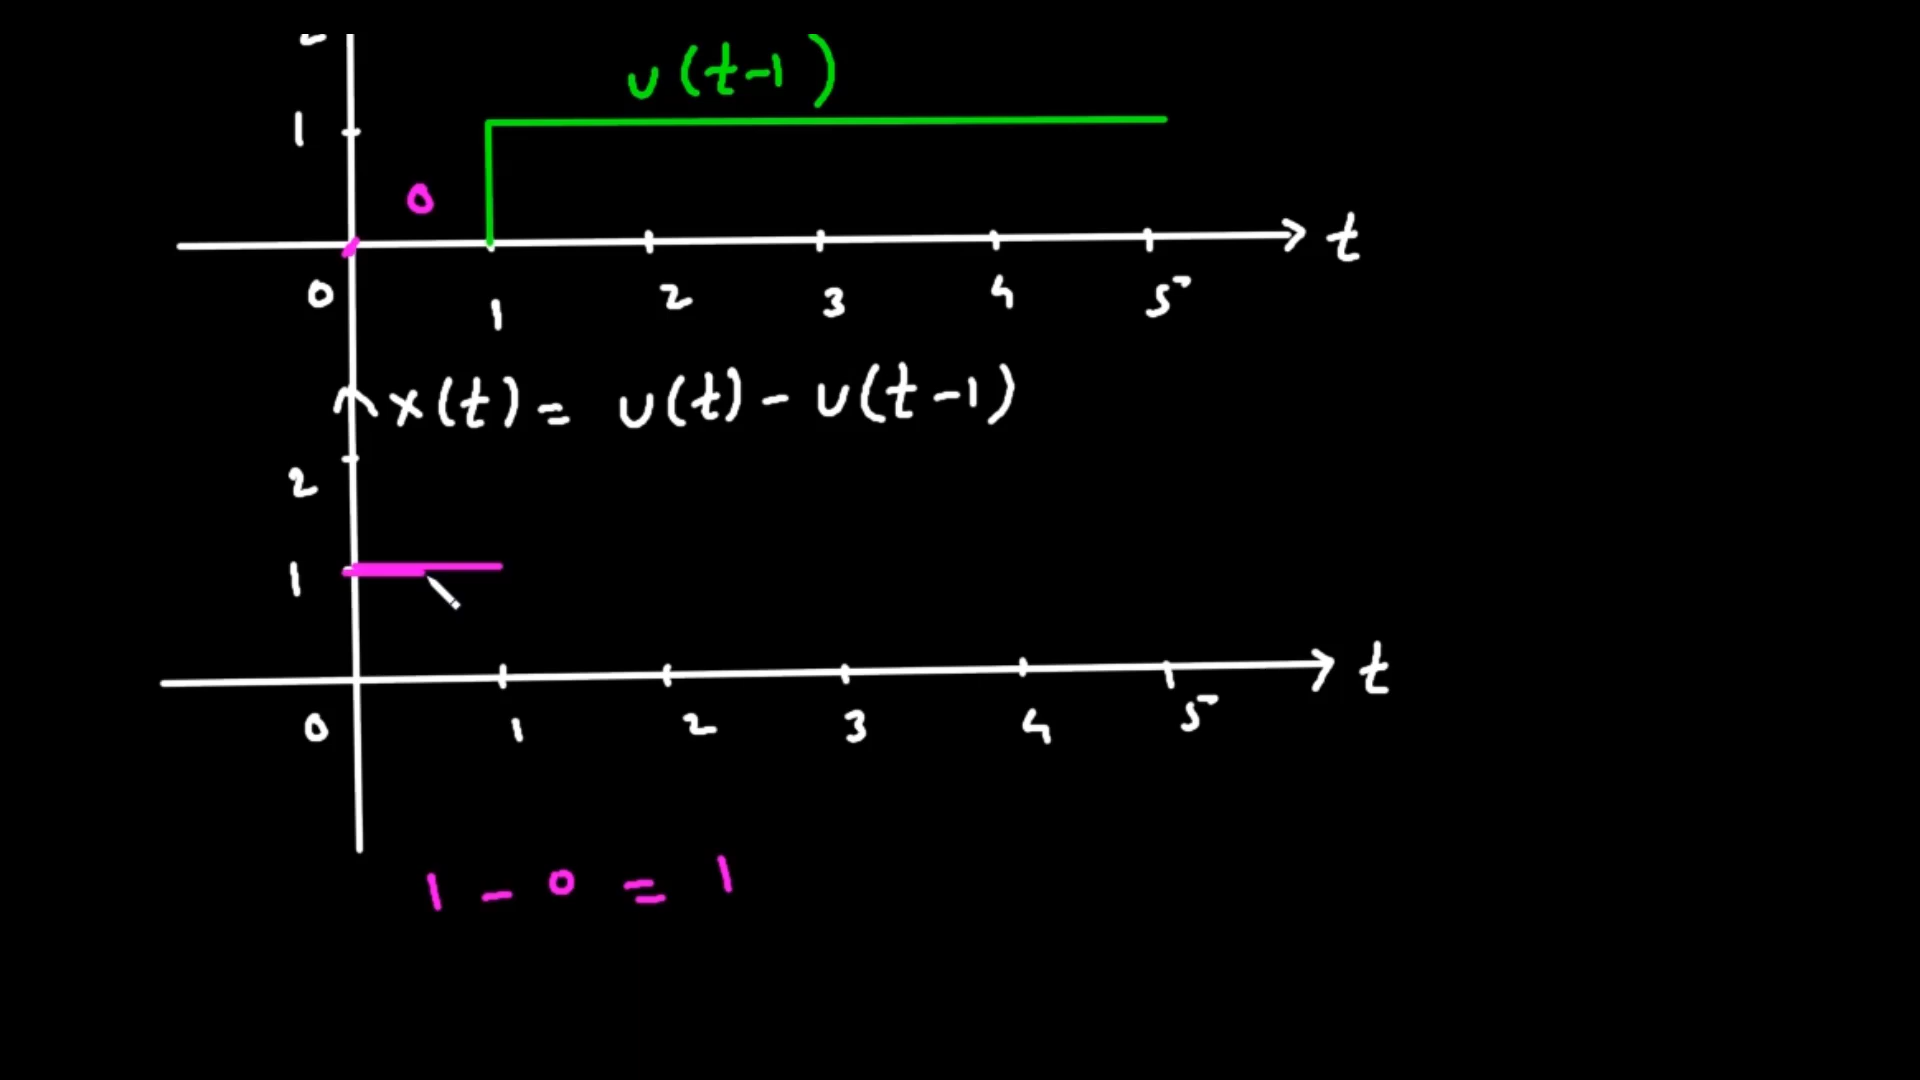 u(t-1)
1
0
t
0 1 2 3 4 5
x(t) = u(t) - u(t-1)
2
1
t
0 1 2 3 4 5
1 - 0 = 1